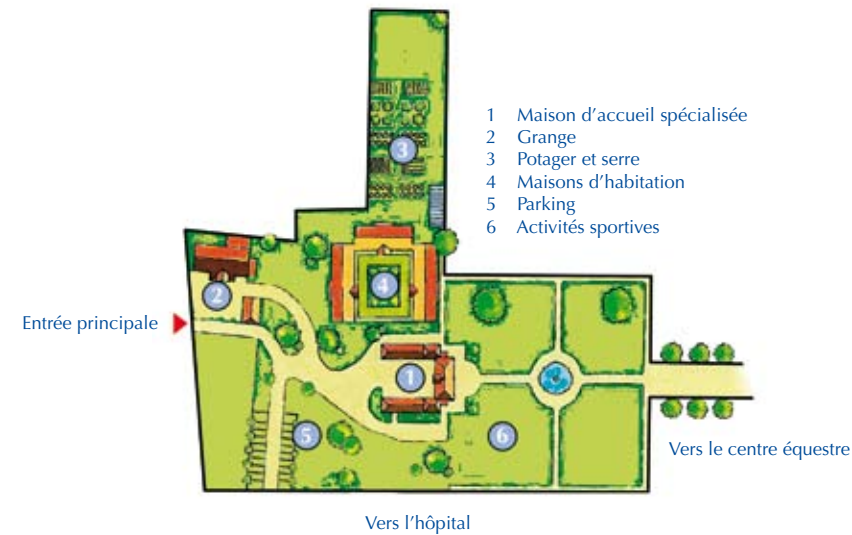 1 Maison d'accueil spécialisée
2 Grange
3 Potager et serre
4 Maisons d'habitation
5 Parking
6 Activités sportives
3
4
2
Entrée principale
1
5
6
Vers le centre équestre
Vers l'hôpital